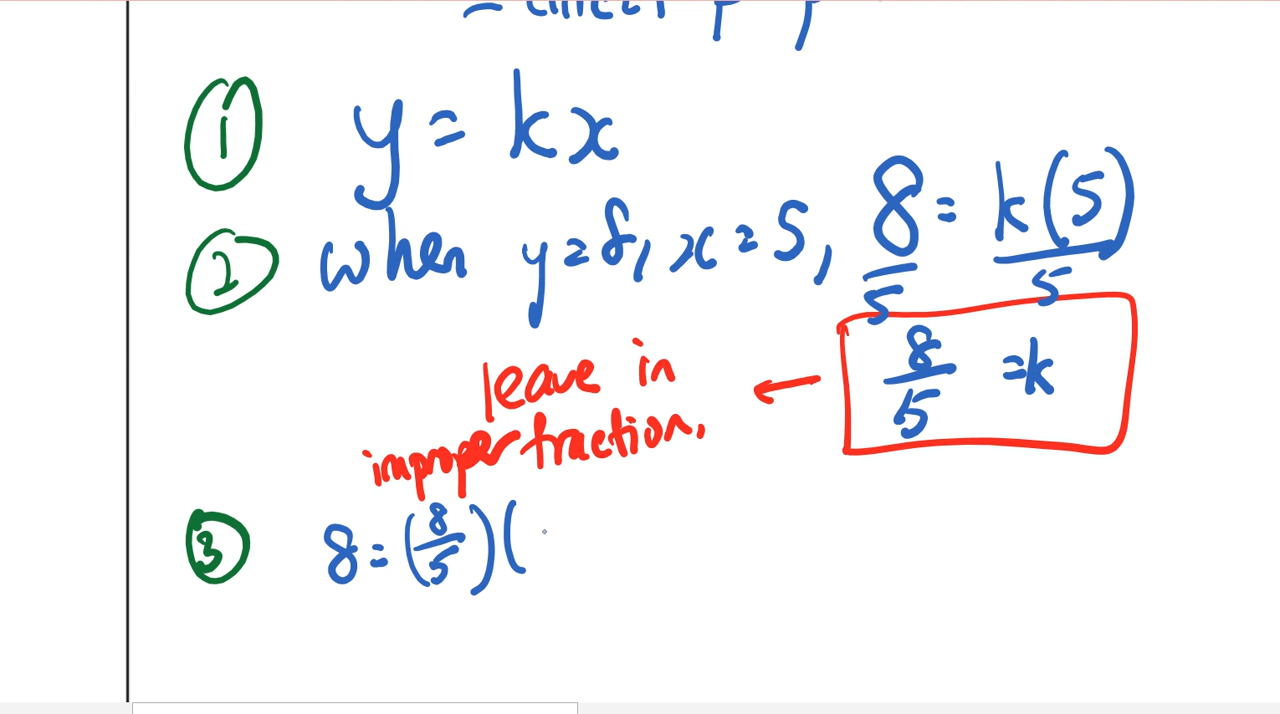 ① y = kx
② when y = 8, x = 5, 8/5 = k(5)/5
8/5 = k
leave in
improper fraction.
③ 8 = (8/5)(